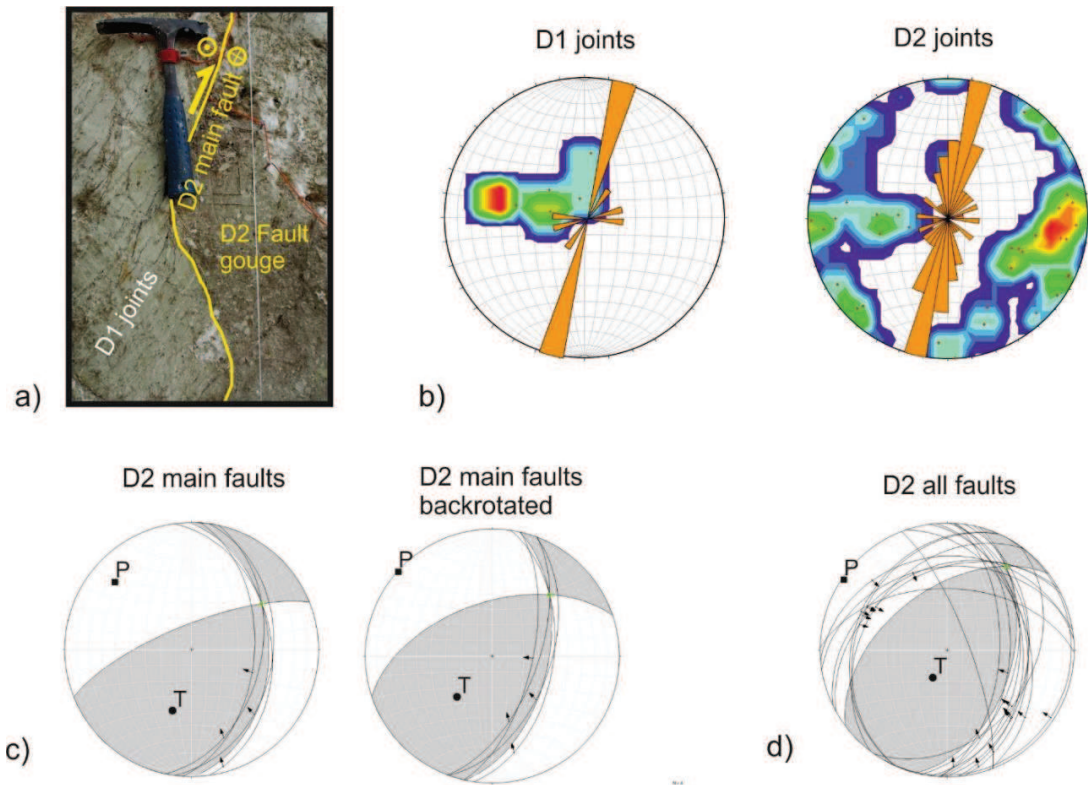 a)
D2 main fault
D2 Fault
gouge
D1 joints
b)
D1 joints
D2 joints
c)
D2 main faults
P
T
D2 main faults
backrotated
P
T
d)
D2 all faults
P
T